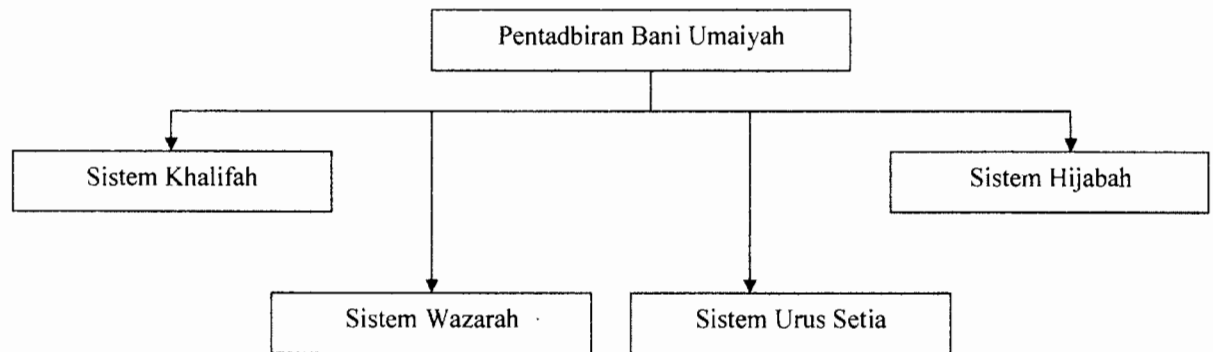 Pentadbiran Bani Umaiyah
Sistem Khalifah
Sistem Hijabah
Sistem Wazarah
Sistem Urus Setia